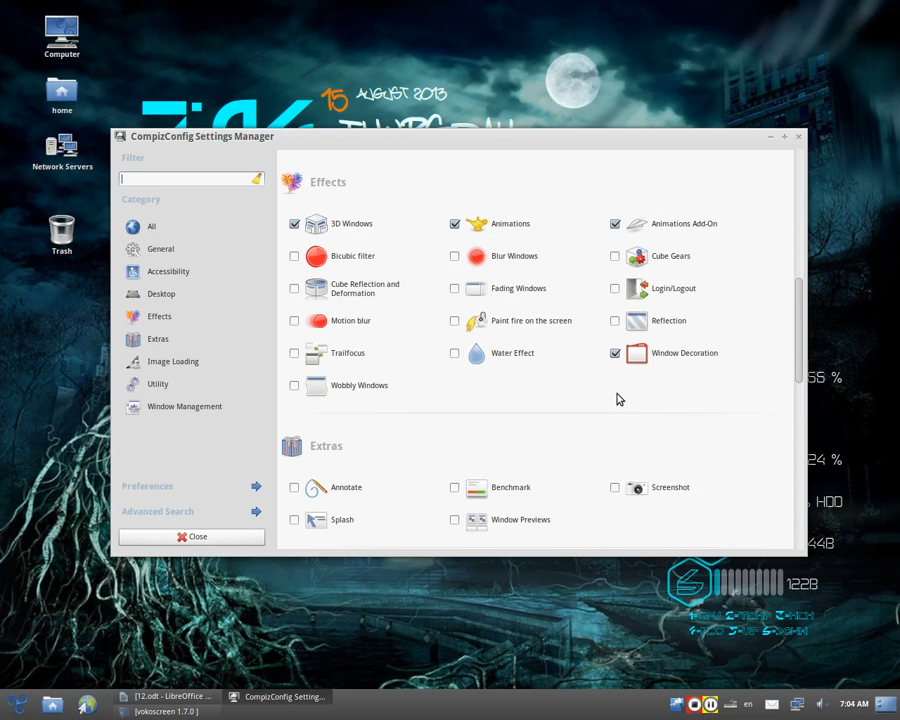 Computer
home
Network Servers
Trash
15 AUGUST 2013
CompizConfig Settings Manager
Filter
Category
All
General
Accessibility
Desktop
Effects
Extras
Image Loading
Utility
Window Management
Preferences
Advanced Search
Close
Effects
3D Windows
Animations
Animations Add-On
Bicubic filter
Blur Windows
Cube Gears
Cube Reflection and
Deformation
Fading Windows
Login/Logout
Motion blur
Paint fire on the screen
Reflection
Trailfocus
Water Effect
Window Decoration
Wobbly Windows
Extras
Annotate
Benchmark
Screenshot
Splash
Window Previews
%
24 %
HDD
122B
[12.odt - LibreOffice ...
CompizConfig Setting...
[vokoscreen 1.7.0 ]
en
7:04 AM